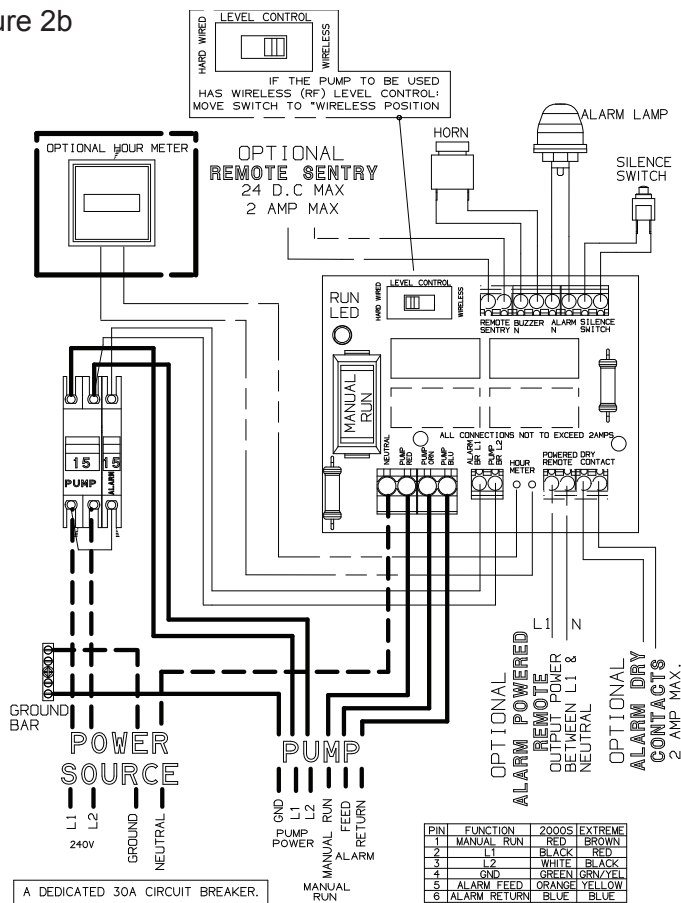 ure 2b
LEVEL CONTROL
HARD WIRED
WIRELESS
IF THE PUMP TO BE USED
HAS WIRELESS (RF) LEVEL CONTROL:
MOVE SWITCH TO "WIRELESS POSITION
OPTIONAL HOUR METER
OPTIONAL
REMOTE SENTRY
24 D.C MAX
2 AMP MAX
HORN
ALARM LAMP
SILENCE
SWITCH
RUN
LED
LEVEL CONTROL
HARD WIRED
WIRELESS
REMOTE BUZZER ALARM SILENCE
SENTRY N N SWITCH
MANUAL
RUN
ALL CONNECTIONS NOT TO EXCEED 2AMPS
NEUTRAL
PUMP
RED
PUMP
ORN
PUMP
BLU
ALARM
BR L1
PUMP
BR L2
HOUR
METER
POWERED DRY
REMOTE CONTACT
15 15
PUMP
ALARM
GROUND
BAR
POWER
SOURCE
L1
L2
240V
GROUND
NEUTRAL
PUMP
GND
L1
L2
PUMP
POWER
MANUAL RUN
MANUAL
RUN
FEED
RETURN
ALARM
L1 N
OPTIONAL
ALARM POWERED
REMOTE
OUTPUT POWER
BETWEEN L1 &
NEUTRAL
OPTIONAL
ALARM DRY
CONTACTS
2 AMP MAX.
PIN FUNCTION 2000S EXTREME
1 MANUAL RUN RED BROWN
2 L1 BLACK RED
3 L2 WHITE BLACK
4 GND GREEN GRN/YEL
5 ALARM FEED ORANGE YELLOW
6 ALARM RETURN BLUE BLUE
A DEDICATED 30A CIRCUIT BREAKER.